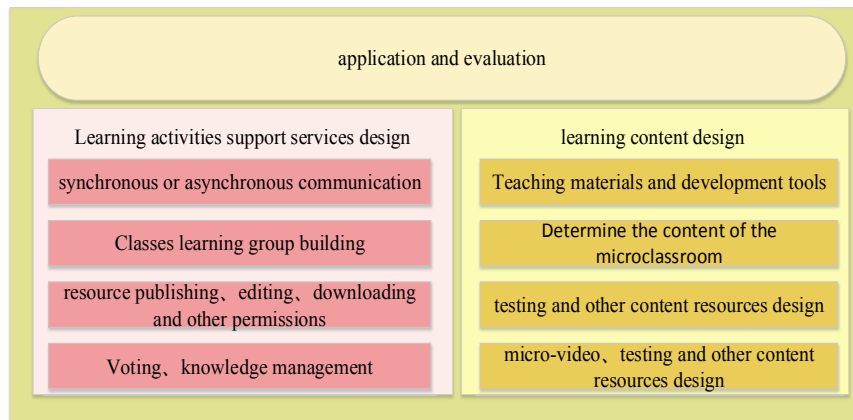 application and evaluation
Learning activities support services design
synchronous or asynchronous communication
Classes learning group building
resource publishing、editing、downloading
and other permissions
Voting、knowledge management
learning content design
Teaching materials and development tools
Determine the content of the
microclassroom
testing and other content resources design
micro-video、testing and other content
resources design